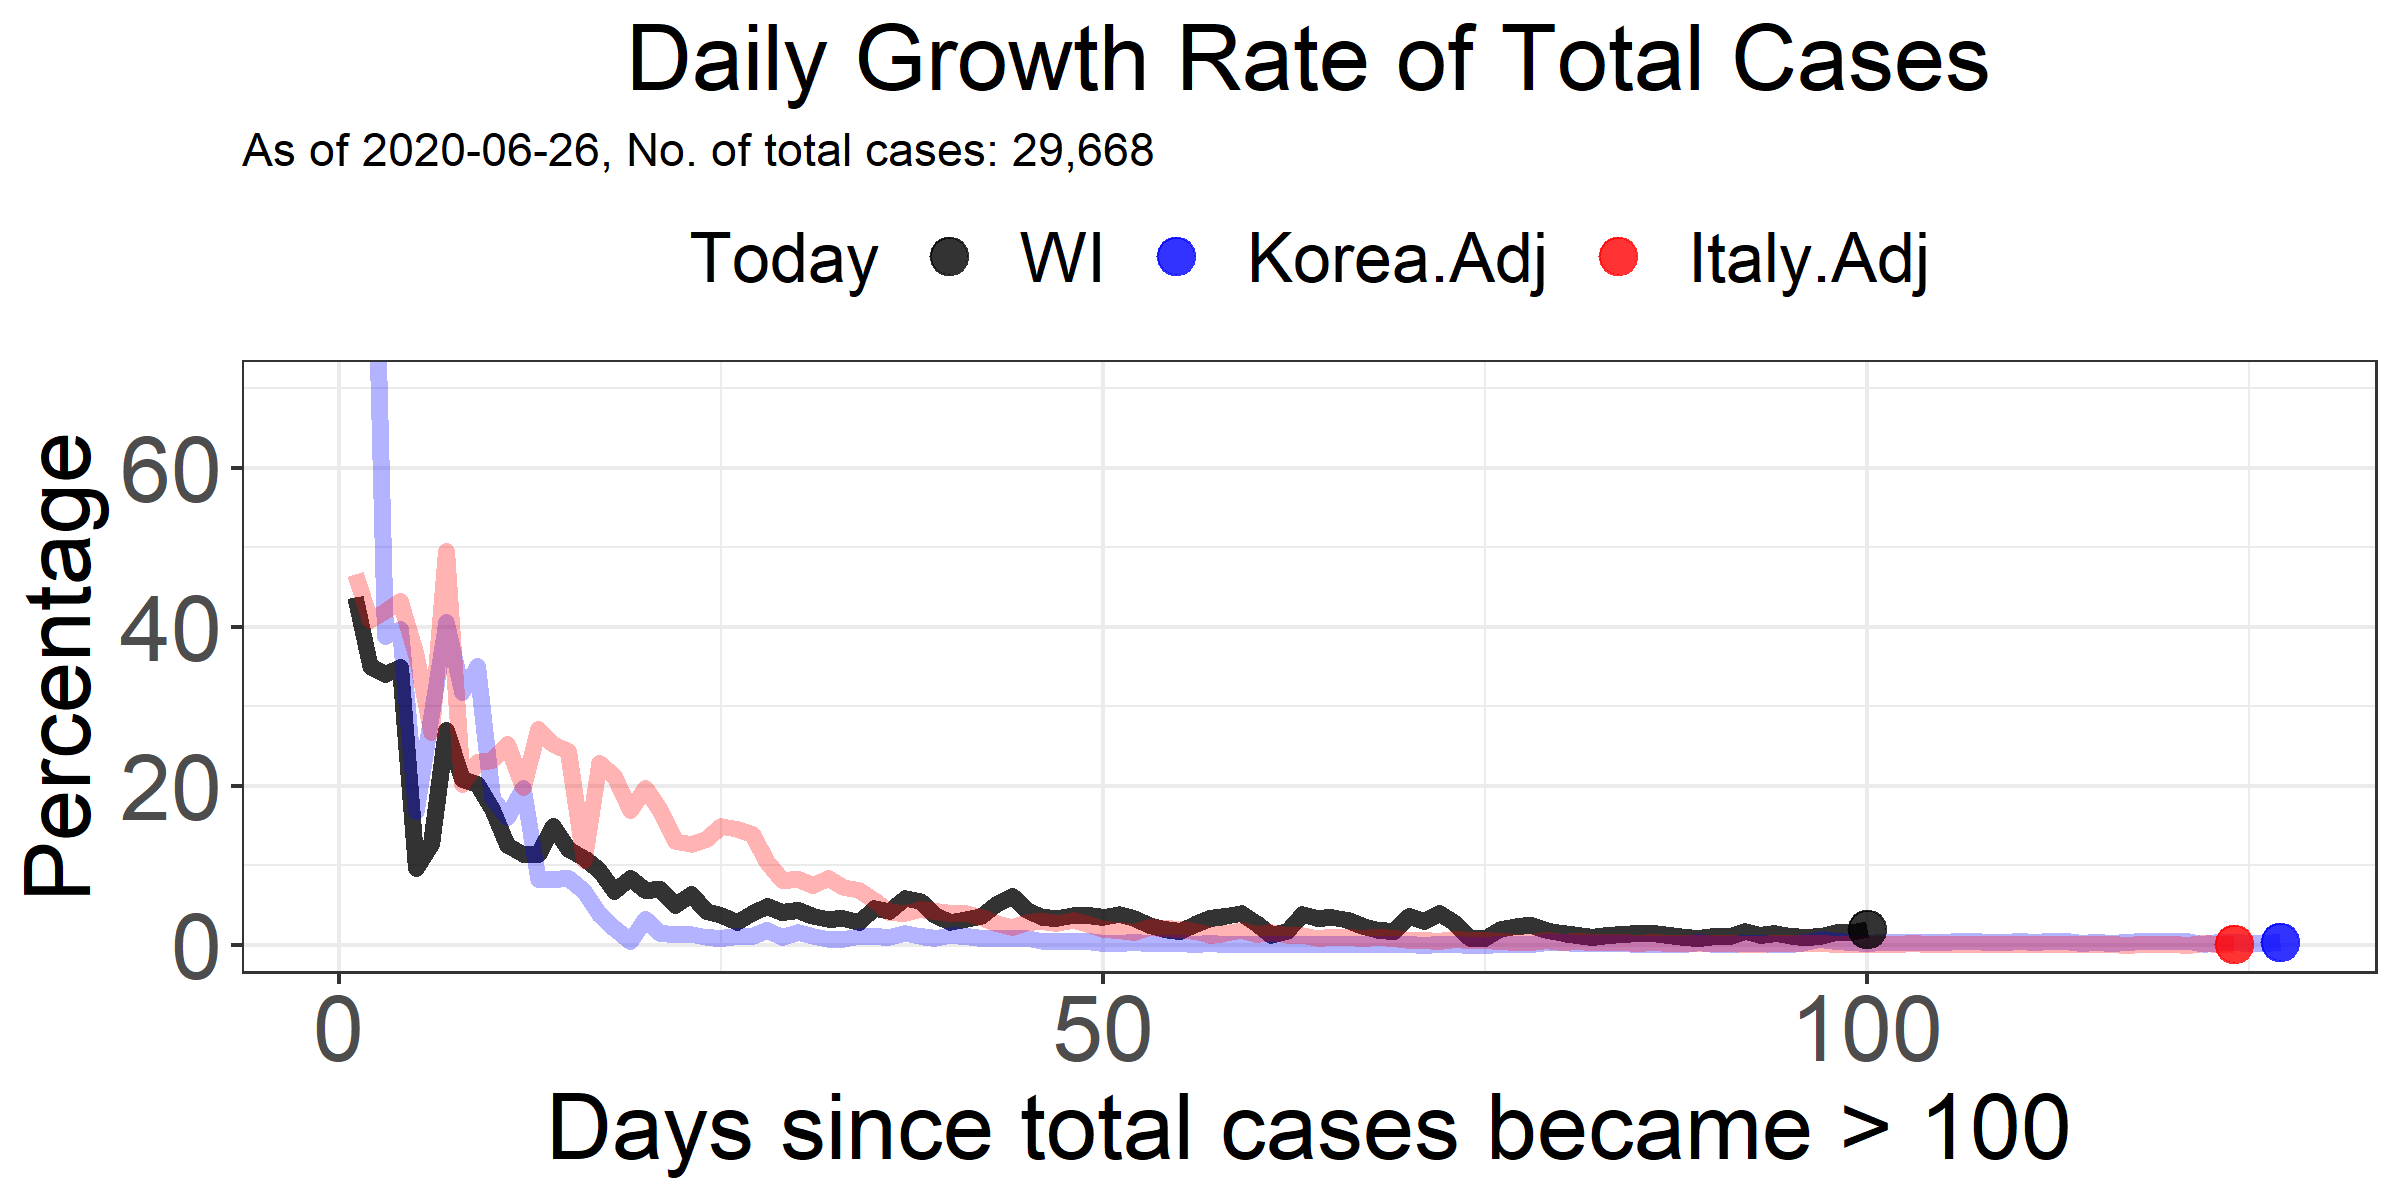 Daily Growth Rate of Total Cases
As of 2020-06-26, No. of total cases: 29,668
Today WI Korea.Adj Italy.Adj
Percentage
60
40
20
0
0 50 100
Days since total cases became > 100